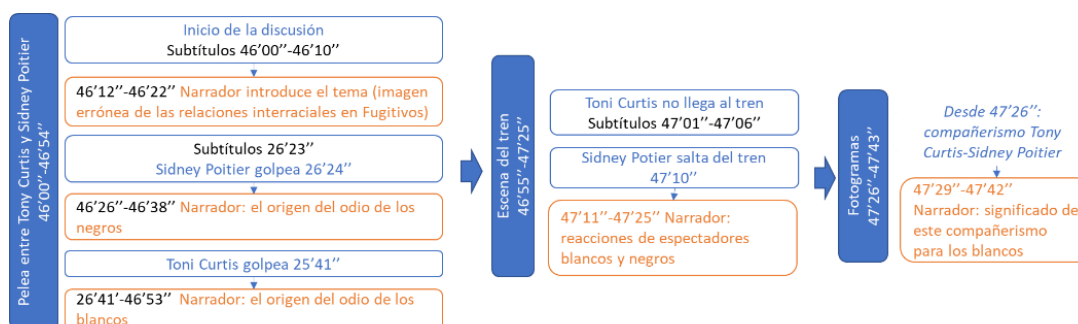 Pelea entre Tony Curtis y Sidney Poitier
46’00’’-46’54’’
Inicio de la discusión
Subtítulos 46’00’’-46’10’’
46’12’’-46’22’’ Narrador introduce el tema (imagen
errónea de las relaciones interraciales en Fugitivos)
Subtítulos 26’23’’
Sidney Poitier golpea 26’24’’
46’26’’-46’38’’ Narrador: el origen del odio de los
negros
Toni Curtis golpea 25’41’’
26’41’-46’53’’ Narrador: el origen del odio de los
blancos
Escena del tren
46’55’’-47’25’’
Toni Curtis no llega al tren
Subtítulos 47’01’’-47’06’’
Sidney Potier salta del tren
47’10’’
47’11’’-47’25’’ Narrador:
reacciones de espectadores
blancos y negros
Fotogramas
47’26’’-47’43’’
Desde 47’26’’:
compañerismo Tony
Curtis-Sidney Poitier
47’29’’-47’42’’
Narrador: significado de
este compañerismo
para los blancos